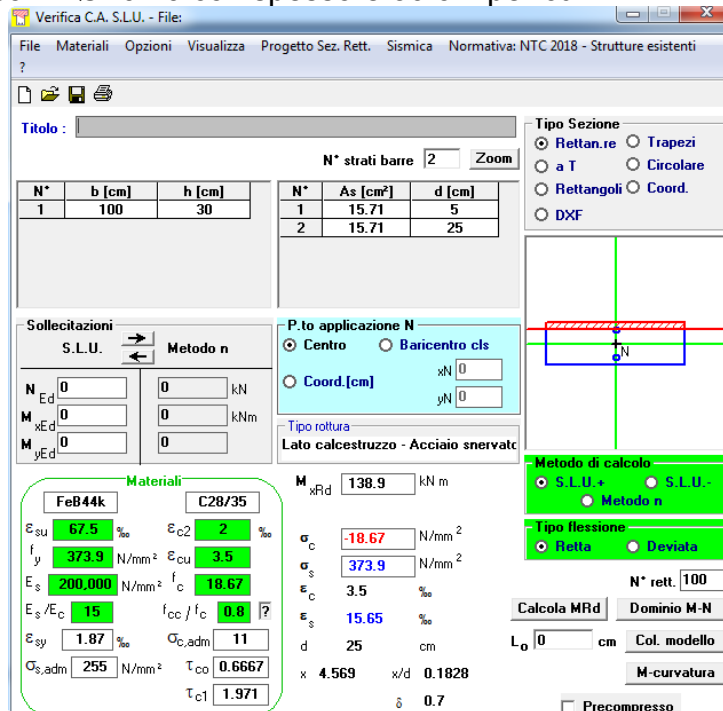 Verifica C.A. S.L.U. - File:
File Materiali Opzioni Visualizza Progetto Sez. Rett. Sismica Normativa: NTC 2018 - Strutture esistenti
?
Titolo :
N° strati barre 2 Zoom
N° b [cm] h [cm]
1 100 30
N° As [cm²] d [cm]
1 15.71 5
2 15.71 25
Tipo Sezione
Rettan.re Trapezi
a T Circolare
Rettangoli Coord.
DXF
Sollecitazioni
S.L.U. Metodo n
N Ed 0 0 kN
M xEd 0 0 kNm
M yEd 0 0
P.to applicazione N
Centro Baricentro cls
Coord.[cm] xN 0
yN 0
Tipo rottura
Lato calcestruzzo - Acciaio snervato
N
Metodo di calcolo
S.L.U.+ S.L.U.-
Metodo n
Tipo flessione
Retta Deviata
N° rett. 100
Calcola MRd Dominio M-N
L₀ 0 cm Col. modello
M-curvatura
Precompresso
Materiali
FeB44k C28/35
εsu 67.5 ‰ εc2 2 ‰
fy 373.9 N/mm² εcu 3.5
Es 200,000 N/mm² fc 18.67
Es/Ec 15 fcc/fc 0.8 ?
εsy 1.87 ‰ σc,adm 11
σs,adm 255 N/mm² τco 0.6667
τc1 1.971
M xRd 138.9 kN m
σc -18.67 N/mm²
σs 373.9 N/mm²
εc 3.5 ‰
εs 15.65 ‰
d 25 cm
x 4.569 x/d 0.1828
δ 0.7